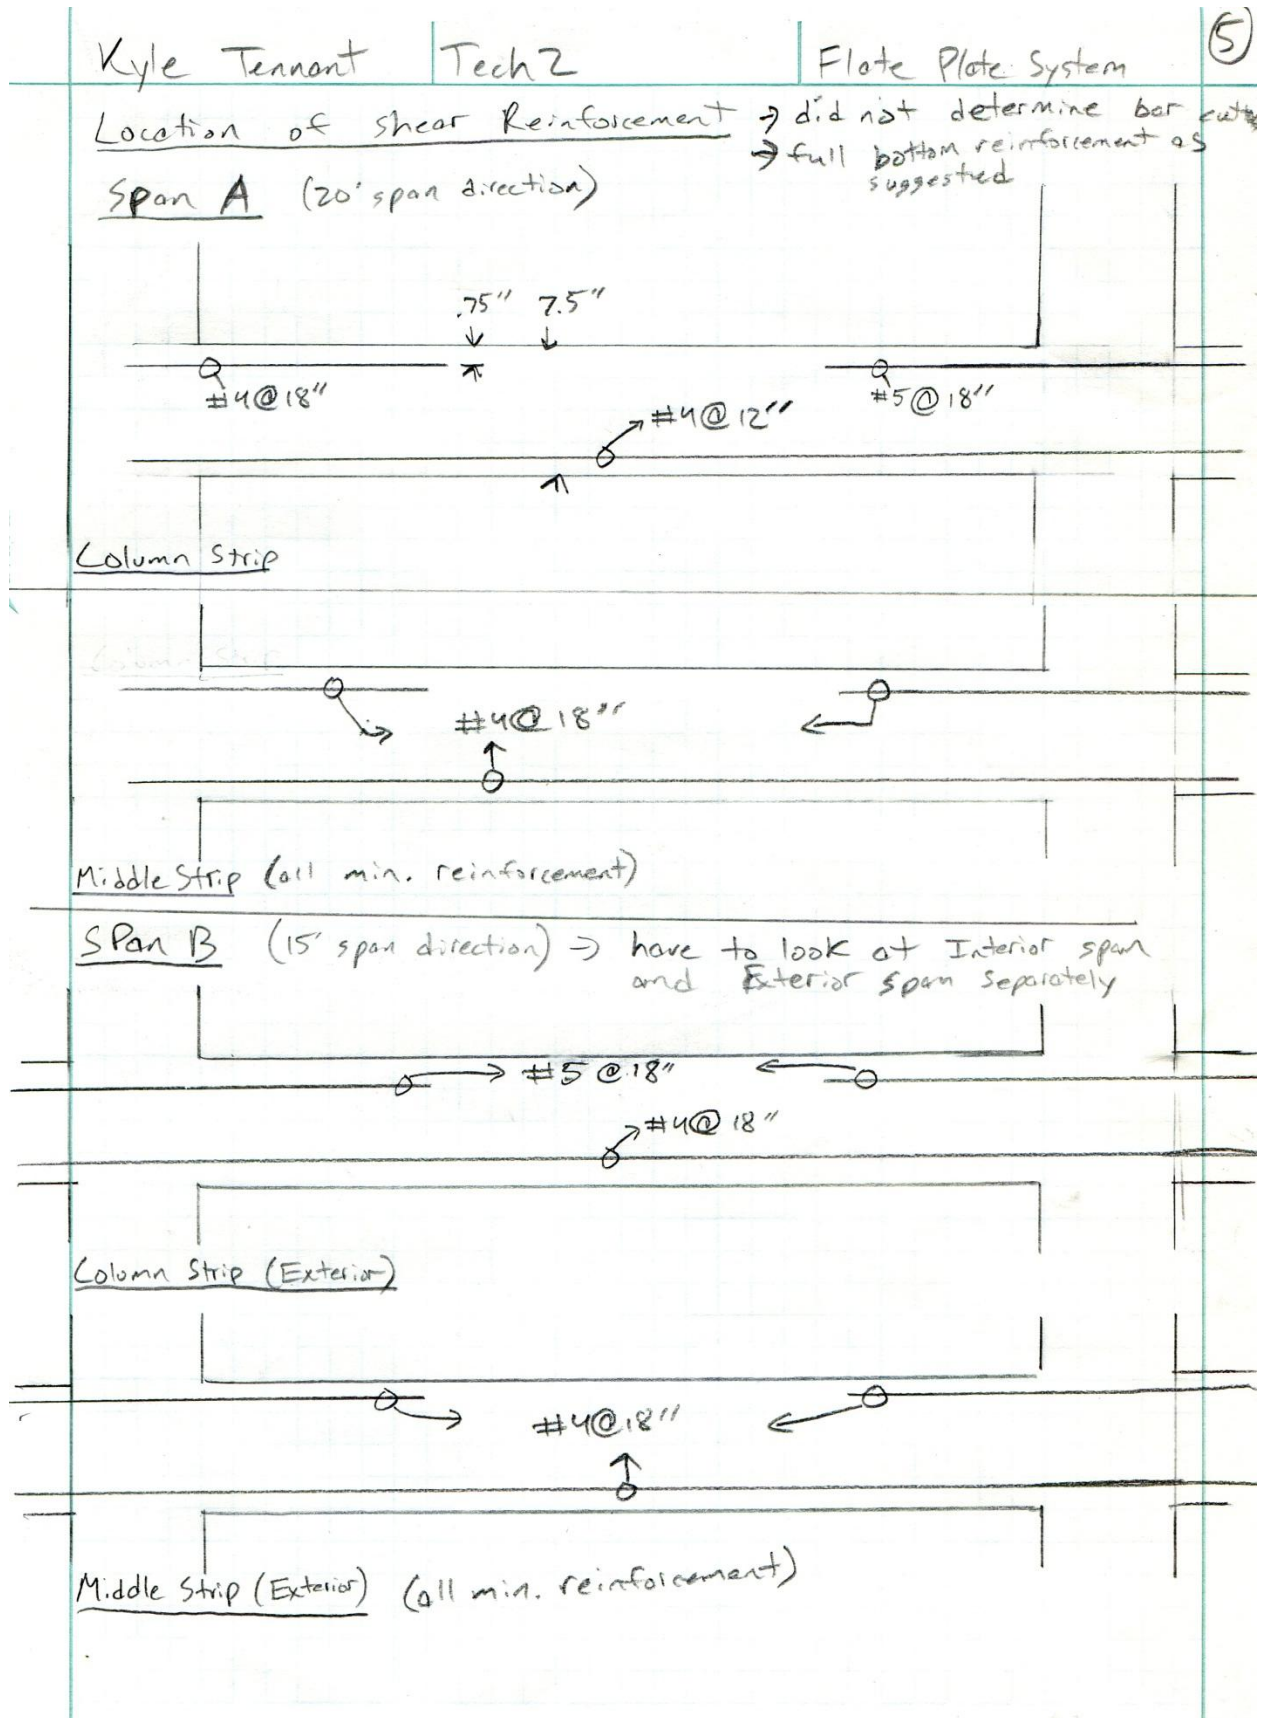 Kyle Tennant Tech 2 Flate Plate System 5
Location of Shear Reinforcement → did not determine bar
→ full bottom reinforcement as
suggested
Span A (20' span direction)
.75" 7.5"
#4@18" #5@18"
#4@12"
Column Strip
Column Strip
#4@18"
Middle Strip (all min. reinforcement)
Span B (15' span direction) → have to look at Interior span
and Exterior span separately
#5@18"
#4@18"
Column Strip (Exterior)
#4@18"
Middle Strip (Exterior) (all min. reinforcement)